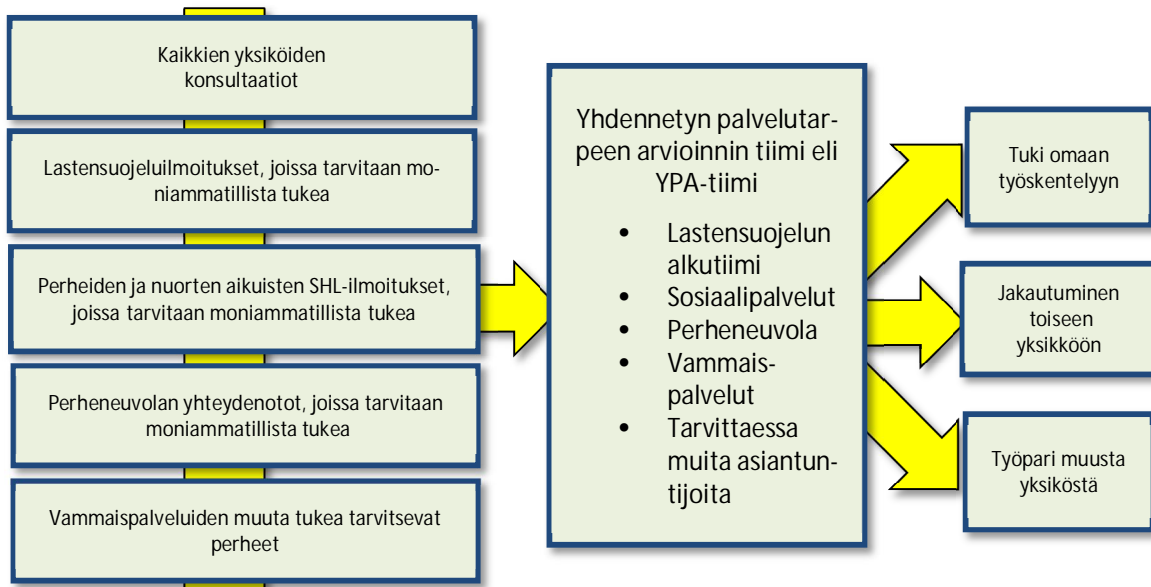 Kaikkien yksiköiden
konsultaatiot
Lastensuojeluilmoitukset, joissa tarvitaan mo-
niammatillista tukea
Perheiden ja nuorten aikuisten SHL-ilmoitukset,
joissa tarvitaan moniammatillista tukea
Perheneuvolan yhteydenotot, joissa tarvitaan
moniammatillista tukea
Vammaispalveluiden muuta tukea tarvitsevat
perheet
Yhdennetyn palvelutar-
peen arvioinnin tiimi eli
YPA-tiimi
• Lastensuojelun
alkutiimi
• Sosiaalipalvelut
• Perheneuvola
• Vammais-
palvelut
• Tarvittaessa
muita asiantun-
tijoita
Tuki omaan
työskentelyyn
Jakautuminen
toiseen
yksikköön
Työpari muusta
yksiköstä